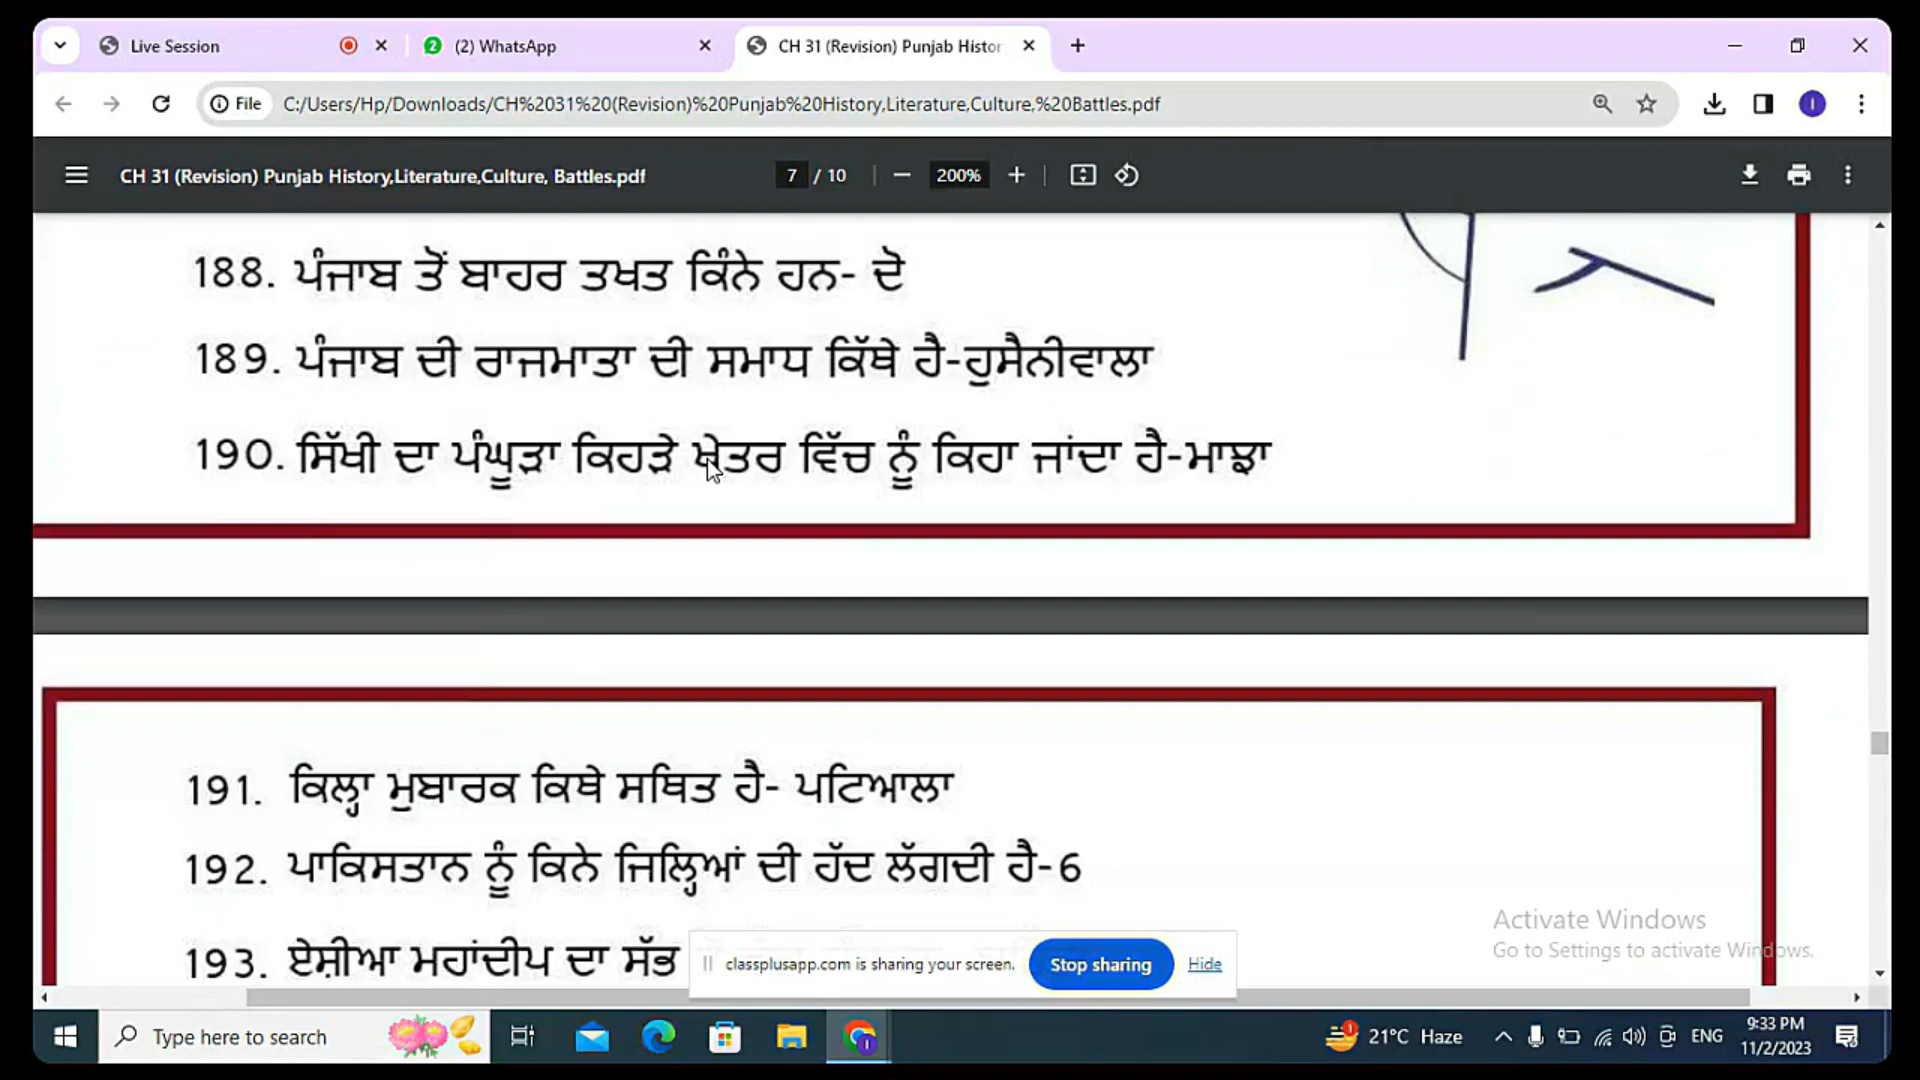 Live Session
2
(2) WhatsApp
CH 31 (Revision) Punjab Histor
File
C:/Users/Hp/Downloads/CH%2031%20(Revision)%20Punjab%20History,Literature,Culture,%20Battles.pdf
I
CH 31 (Revision) Punjab History,Literature,Culture, Battles.pdf
7 / 10
200%
188. ਪੰਜਾਬ ਤੋਂ ਬਾਹਰ ਤਖਤ ਕਿੰਨੇ ਹਨ- ਦੋ
189. ਪੰਜਾਬ ਦੀ ਰਾਜਮਾਤਾ ਦੀ ਸਮਾਧ ਕਿੱਥੇ ਹੈ-ਹੁਸੈਨੀਵਾਲਾ
190. ਸਿੱਖੀ ਦਾ ਪੰਘੂੜਾ ਕਿਹੜੇ ਖੇਤਰ ਵਿੱਚ ਨੂੰ ਕਿਹਾ ਜਾਂਦਾ ਹੈ-ਮਾਝਾ
191. ਕਿਲ੍ਹਾ ਮੁਬਾਰਕ ਕਿਥੇ ਸਥਿਤ ਹੈ- ਪਟਿਆਲਾ
192. ਪਾਕਿਸਤਾਨ ਨੂੰ ਕਿਨੇ ਜਿਲ੍ਹਿਆਂ ਦੀ ਹੱਦ ਲੱਗਦੀ ਹੈ-6
193. ਏਸ਼ੀਆ ਮਹਾਂਦੀਪ ਦਾ ਸੱਭ
Activate Windows
Go to Settings to activate Windows.
classplusapp.com is sharing your screen.
Stop sharing
Hide
Type here to search
1
21°C Haze
ENG
9:33 PM
11/2/2023